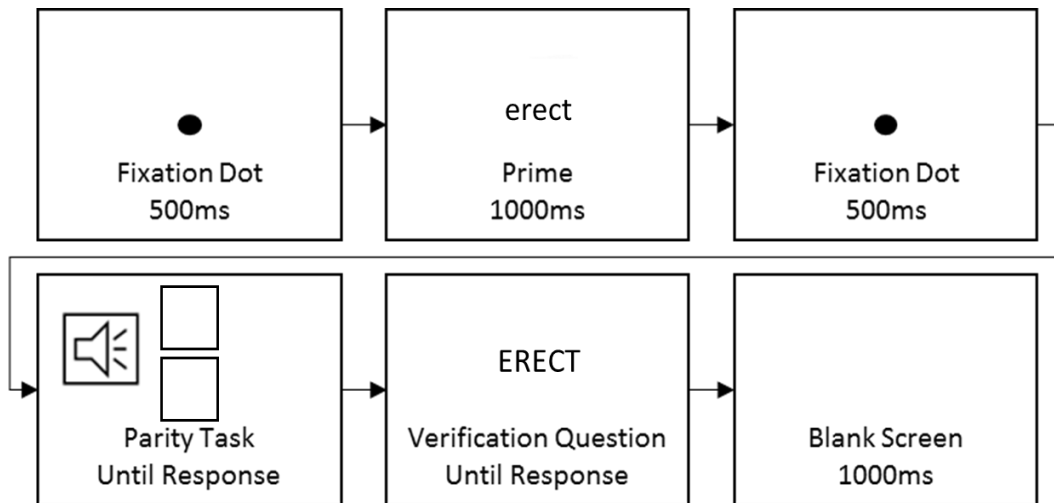 Fixation Dot
500ms
erect
Prime
1000ms
Fixation Dot
500ms
Parity Task
Until Response
ERECT
Verification Question
Until Response
Blank Screen
1000ms